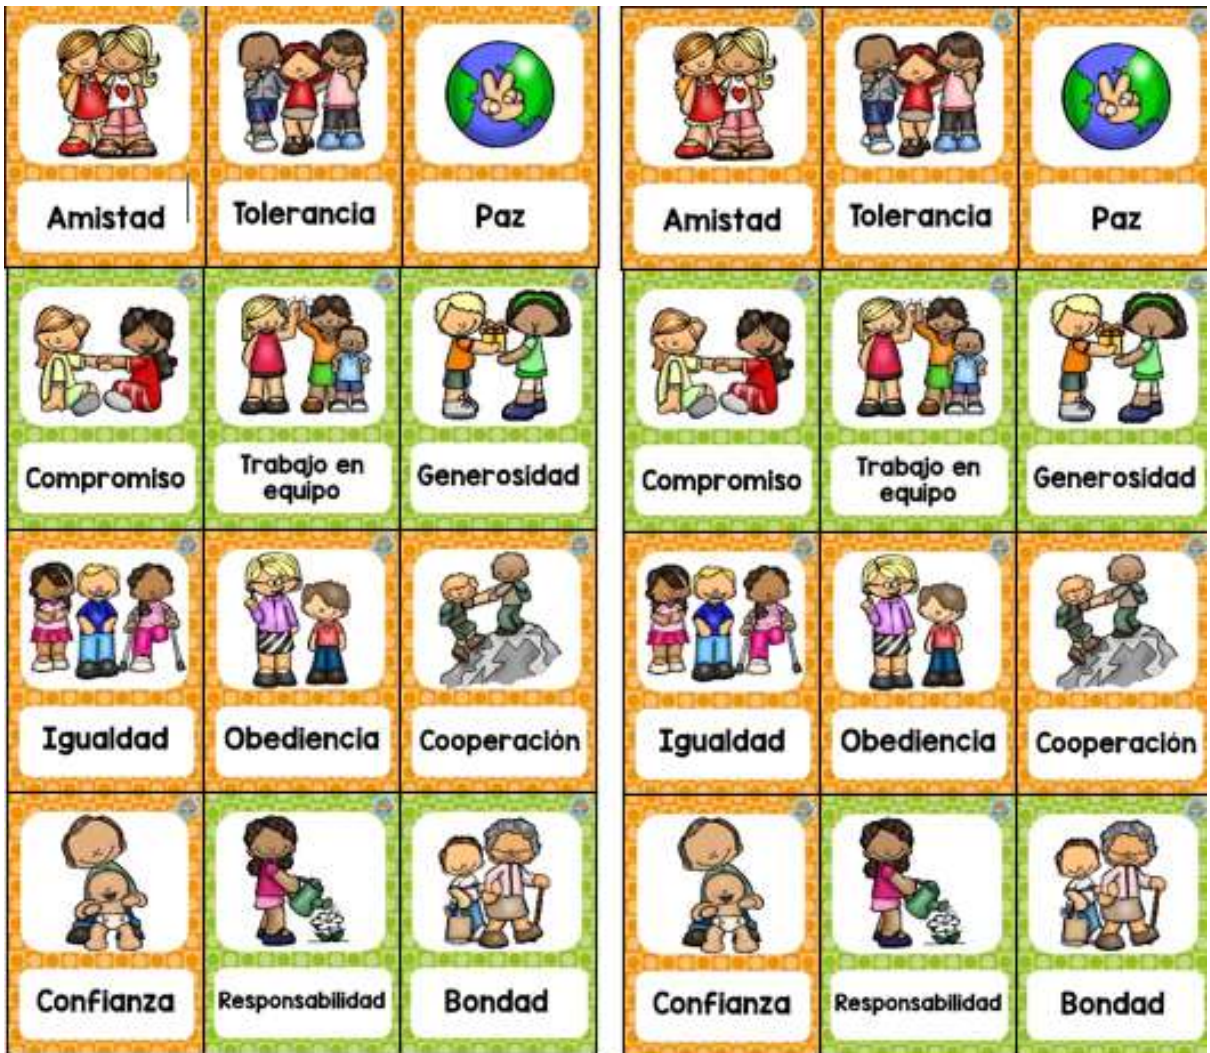 Amistad Tolerancia Paz Amistad Tolerancia Paz
Compromiso Trabajo en equipo Generosidad Compromiso Trabajo en equipo Generosidad
Igualdad Obediencia Cooperación Igualdad Obediencia Cooperación
Confianza Responsabilidad Bondad Confianza Responsabilidad Bondad